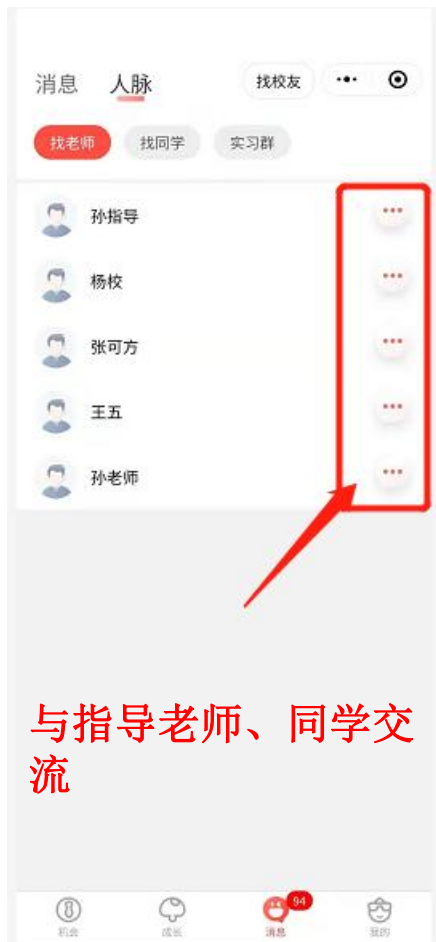 消息 人脉 找校友
找老师 找同学 实习群
孙指导
杨校
张可方
王五
孙老师
与指导老师、同学交
流
94
机会 成长 消息 我的